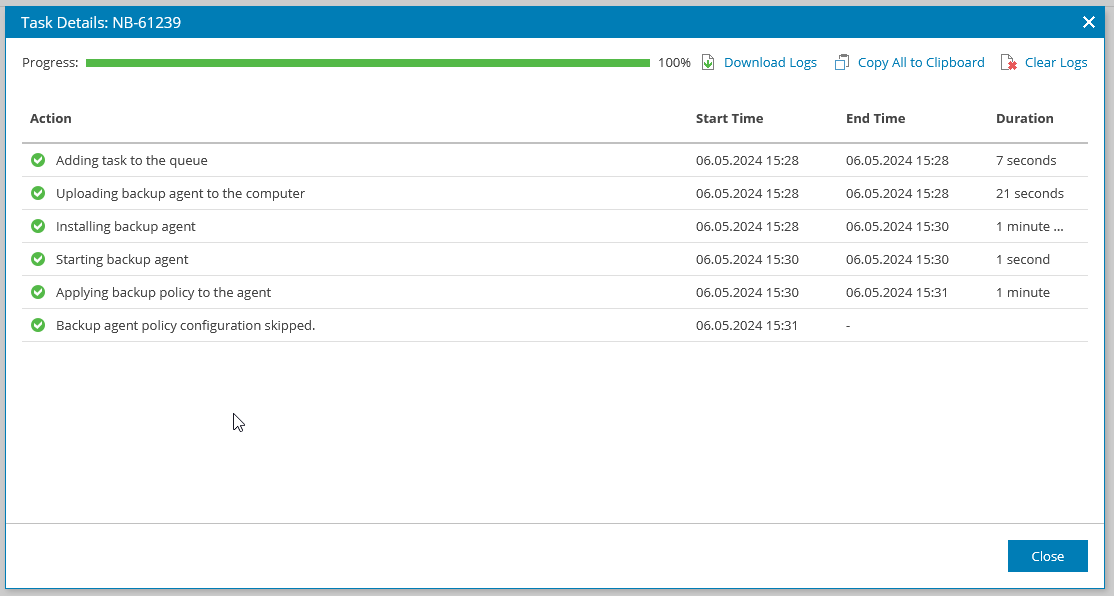 Task Details: NB-61239
Progress: 100% Download Logs Copy All to Clipboard Clear Logs
Action Start Time End Time Duration
Adding task to the queue 06.05.2024 15:28 06.05.2024 15:28 7 seconds
Uploading backup agent to the computer 06.05.2024 15:28 06.05.2024 15:28 21 seconds
Installing backup agent 06.05.2024 15:28 06.05.2024 15:30 1 minute ...
Starting backup agent 06.05.2024 15:30 06.05.2024 15:30 1 second
Applying backup policy to the agent 06.05.2024 15:30 06.05.2024 15:31 1 minute
Backup agent policy configuration skipped. 06.05.2024 15:31 -
Close